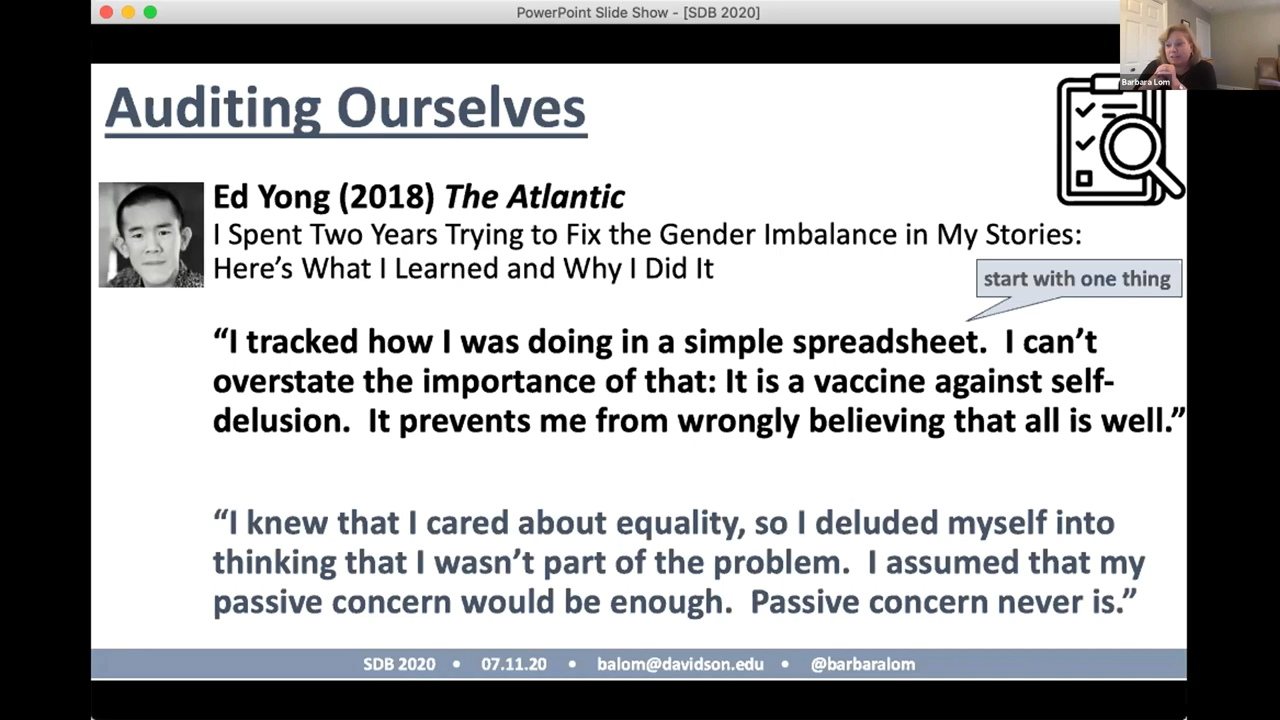 PowerPoint Slide Show - [SDB 2020]
Barbara Lom
Auditing Ourselves
Ed Yong (2018) The Atlantic
I Spent Two Years Trying to Fix the Gender Imbalance in My Stories:
Here’s What I Learned and Why I Did It
start with one thing
“I tracked how I was doing in a simple spreadsheet.  I can’t
overstate the importance of that: It is a vaccine against self-
delusion.  It prevents me from wrongly believing that all is well.”
“I knew that I cared about equality, so I deluded myself into
thinking that I wasn’t part of the problem.  I assumed that my
passive concern would be enough.  Passive concern never is.”
SDB 2020 • 07.11.20 • balom@davidson.edu • @barbaralom